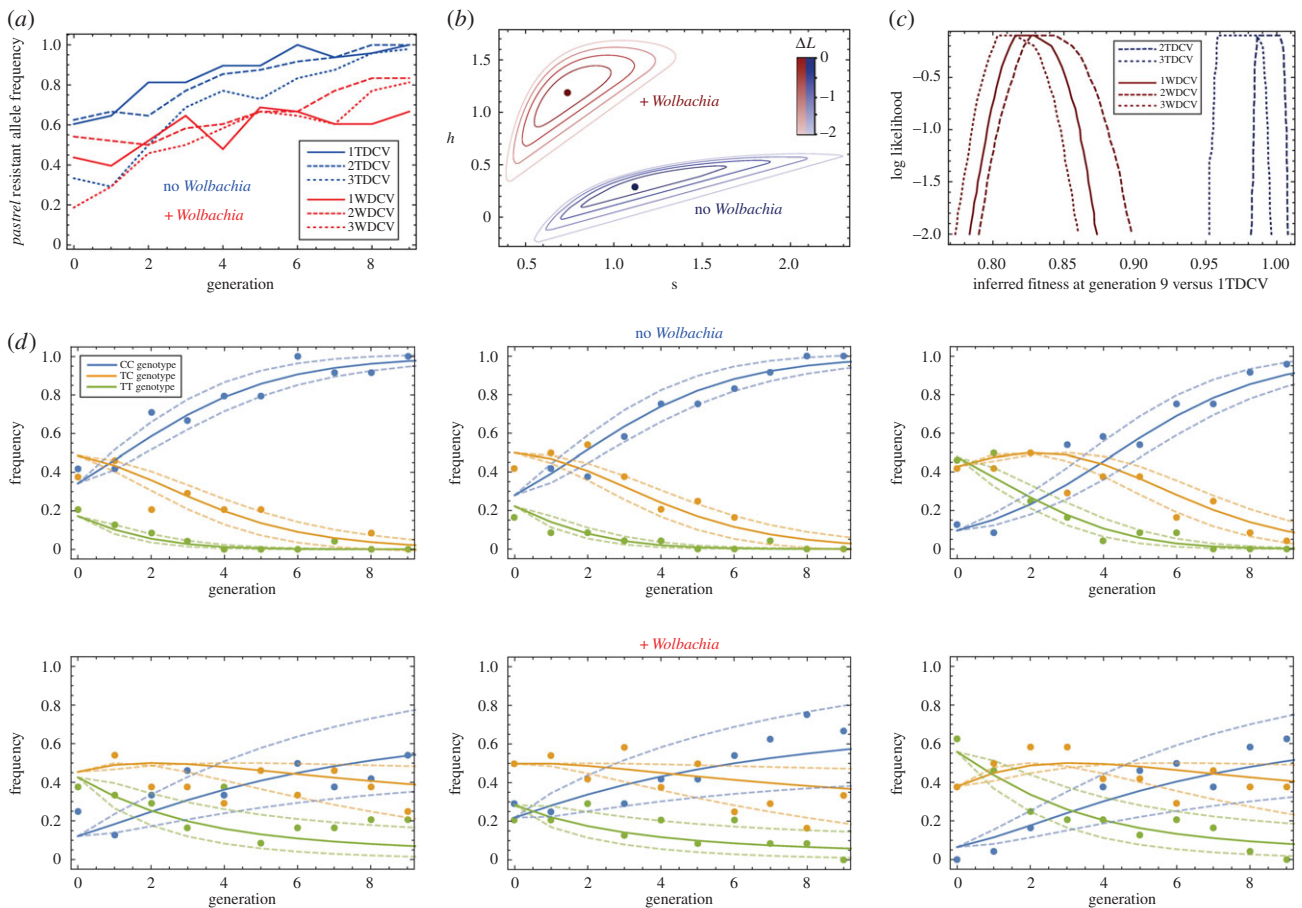 (a)
pastrel resistant allele frequency
1.0
0.8
0.6
0.4
0.2
0
0 2 4 6 8
generation
no Wolbachia
+ Wolbachia
1TDCV
2TDCV
3TDCV
1WDCV
2WDCV
3WDCV
(b)
h
1.5
1.0
0.5
0
0.5 1.0 1.5 2.0
s
+ Wolbachia
no Wolbachia
ΔL
0
−1
−2
(c)
log likelihood
−0.5
−1.0
−1.5
−2.0
0.80 0.85 0.90 0.95 1.00
inferred fitness at generation 9 versus 1TDCV
2TDCV
3TDCV
1WDCV
2WDCV
3WDCV
(d)
no Wolbachia
frequency
1.0
0.8
0.6
0.4
0.2
0
0 2 4 6 8
generation
CC genotype
TC genotype
TT genotype
frequency
1.0
0.8
0.6
0.4
0.2
0
0 2 4 6 8
generation
frequency
1.0
0.8
0.6
0.4
0.2
0
0 2 4 6 8
generation
+ Wolbachia
frequency
1.0
0.8
0.6
0.4
0.2
0
0 2 4 6 8
generation
frequency
1.0
0.8
0.6
0.4
0.2
0
0 2 4 6 8
generation
frequency
1.0
0.8
0.6
0.4
0.2
0
0 2 4 6 8
generation